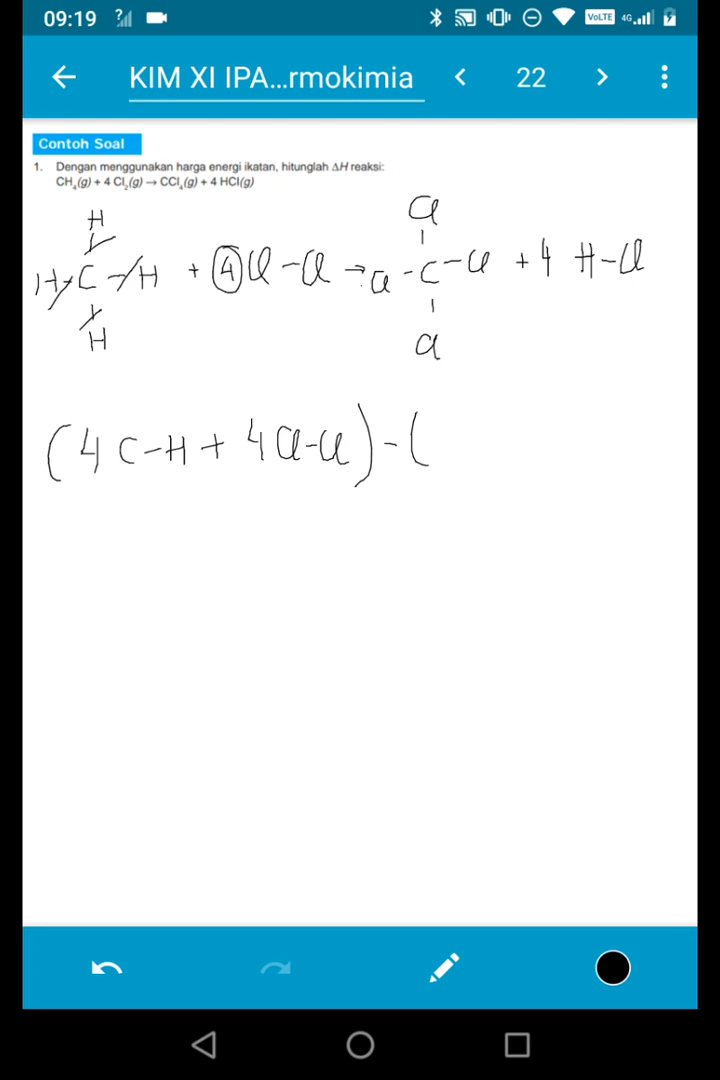 09:19 ? VoLTE 4G
KIM XI IPA...rmokimia < 22 >
Contoh Soal
1. Dengan menggunakan harga energi ikatan, hitunglah ΔH reaksi:
CH₄(g) + 4 Cl₂(g) → CCl₄(g) + 4 HCl(g)
H Cl
H-C-H + 4 Cl-Cl → Cl-C-Cl + 4 H-Cl
H Cl
(4 C-H + 4 Cl-Cl) - (